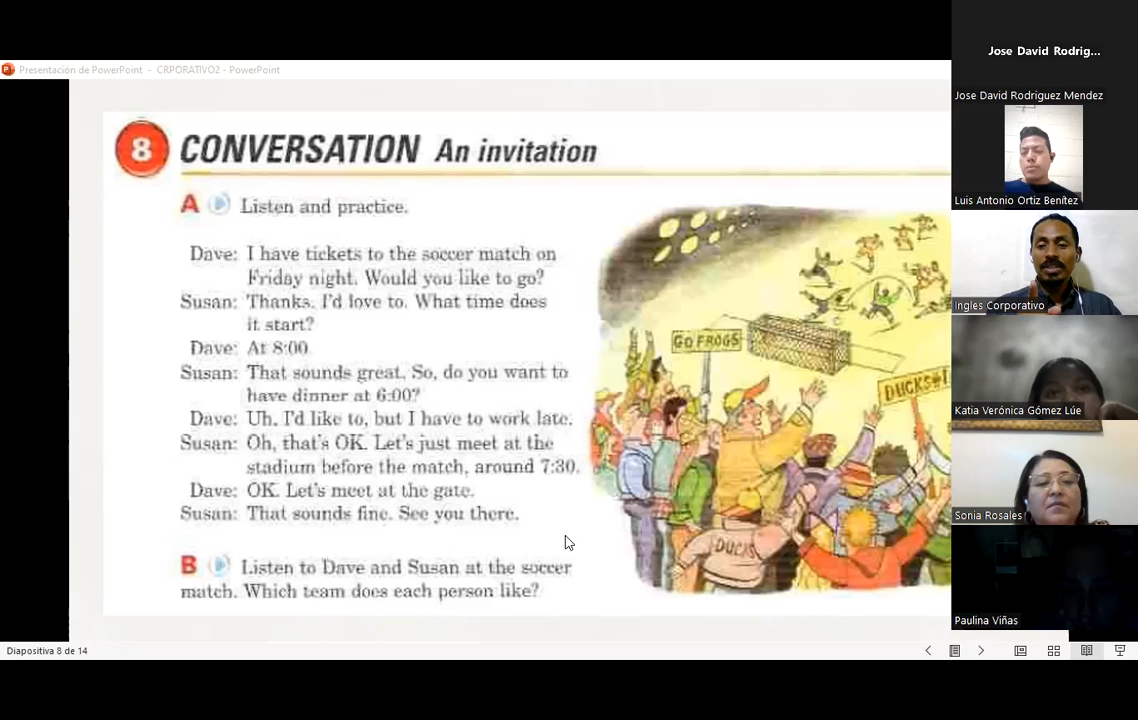 Presentación de PowerPoint - CRPORATIVO2 - PowerPoint
8 CONVERSATION An invitation
A Listen and practice.
Dave: I have tickets to the soccer match on
Friday night. Would you like to go?
Susan: Thanks. I'd love to. What time does
it start?
Dave: At 8:00.
Susan: That sounds great. So, do you want to
have dinner at 6:00?
Dave: Uh, I'd like to, but I have to work late.
Susan: Oh, that's OK. Let's just meet at the
stadium before the match, around 7:30.
Dave: OK. Let's meet at the gate.
Susan: That sounds fine. See you there.
B Listen to Dave and Susan at the soccer
match. Which team does each person like?
GO FROGS
DUCKS
DUCKS
Diapositiva 8 de 14
Jose David Rodrig...
Jose David Rodriguez Mendez
Luis Antonio Ortiz Benítez
Ingles Corporativo
Katia Verónica Gómez Lúe
Sonia Rosales
Paulina Viñas